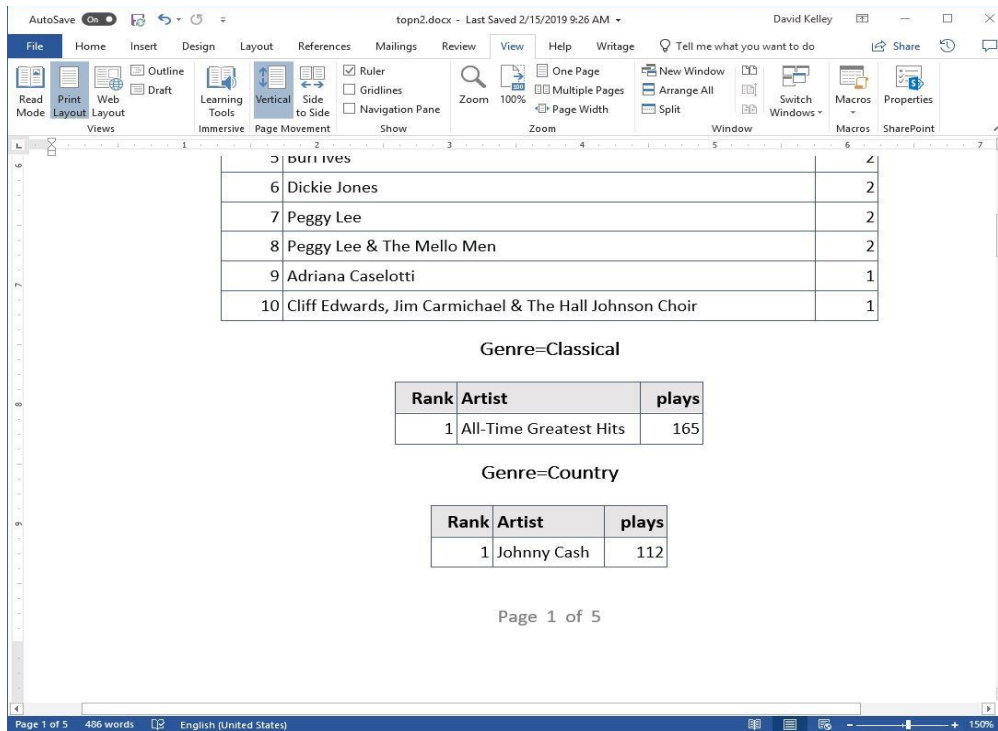 AutoSave On topn2.docx - Last Saved 2/15/2019 9:26 AM David Kelley
File Home Insert Design Layout References Mailings Review View Help Writage Tell me what you want to do Share
Read Mode Print Layout Web Layout Outline Draft Learning Tools Vertical Side to Side Ruler Gridlines Navigation Pane Zoom 100% One Page Multiple Pages Page Width New Window Arrange All Split Switch Windows Macros Properties
Views Immersive Page Movement Show Zoom Window Macros SharePoint
1 2 3 4 5 6 7
5 Burl Ives 2
6 Dickie Jones 2
7 Peggy Lee 2
8 Peggy Lee & The Mello Men 2
9 Adriana Caselotti 1
10 Cliff Edwards, Jim Carmichael & The Hall Johnson Choir 1
Genre=Classical
Rank Artist plays
1 All-Time Greatest Hits 165
Genre=Country
Rank Artist plays
1 Johnny Cash 112
Page 1 of 5
Page 1 of 5 486 words English (United States) 150%